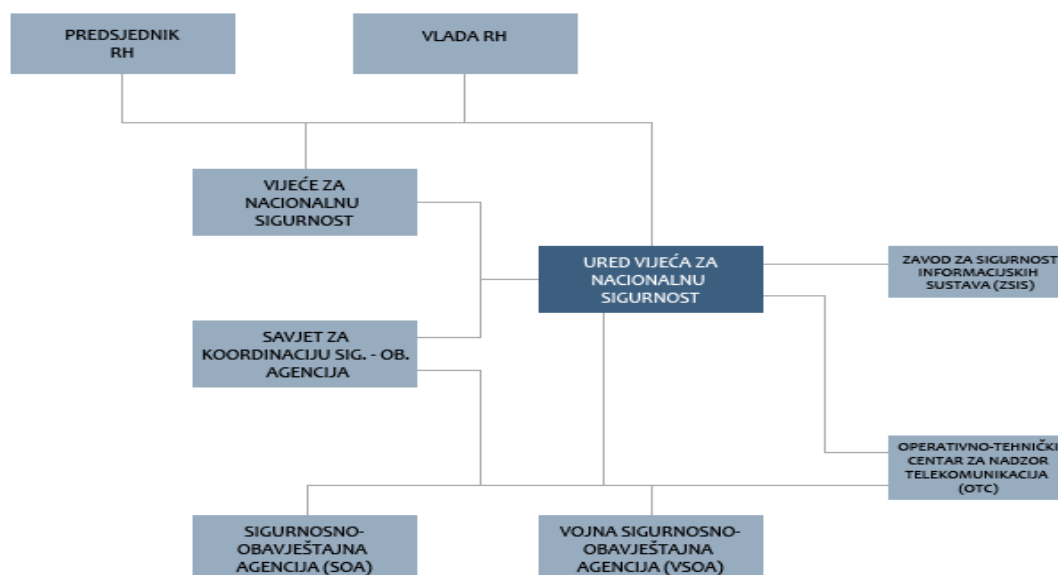 PREDSJEDNIK
RH
VLADA RH
VIJEĆE ZA
NACIONALNU
SIGURNOST
URED VIJEĆA ZA
NACIONALNU
SIGURNOST
ZAVOD ZA SIGURNOST
INFORMACIJSKIH
SUSTAVA (ZSIS)
SAVJET ZA
KOORDINACIJU SIG. - OB.
AGENCIJA
OPERATIVNO-TEHNIČKI
CENTAR ZA NADZOR
TELEKOMUNIKACIJA
(OTC)
SIGURNOSNO-
OBAVJEŠTAJNA
AGENCIJA (SOA)
VOJNA SIGURNOSNO-
OBAVJEŠTAJNA
AGENCIJA (VSOA)